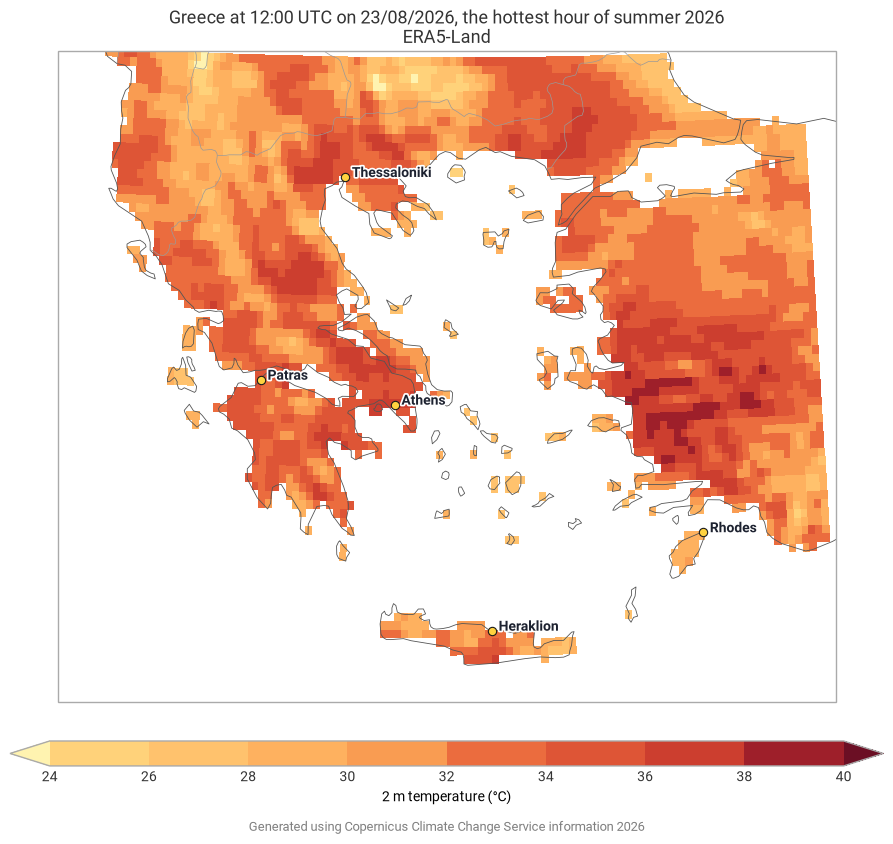 Greece at 12:00 UTC on 23/08/2026, the hottest hour of summer 2026
ERA5-Land
Thessaloniki
Patras
Athens
Rhodes
Heraklion
24 26 28 30 32 34 36 38 40
2 m temperature (°C)
Generated using Copernicus Climate Change Service information 2026